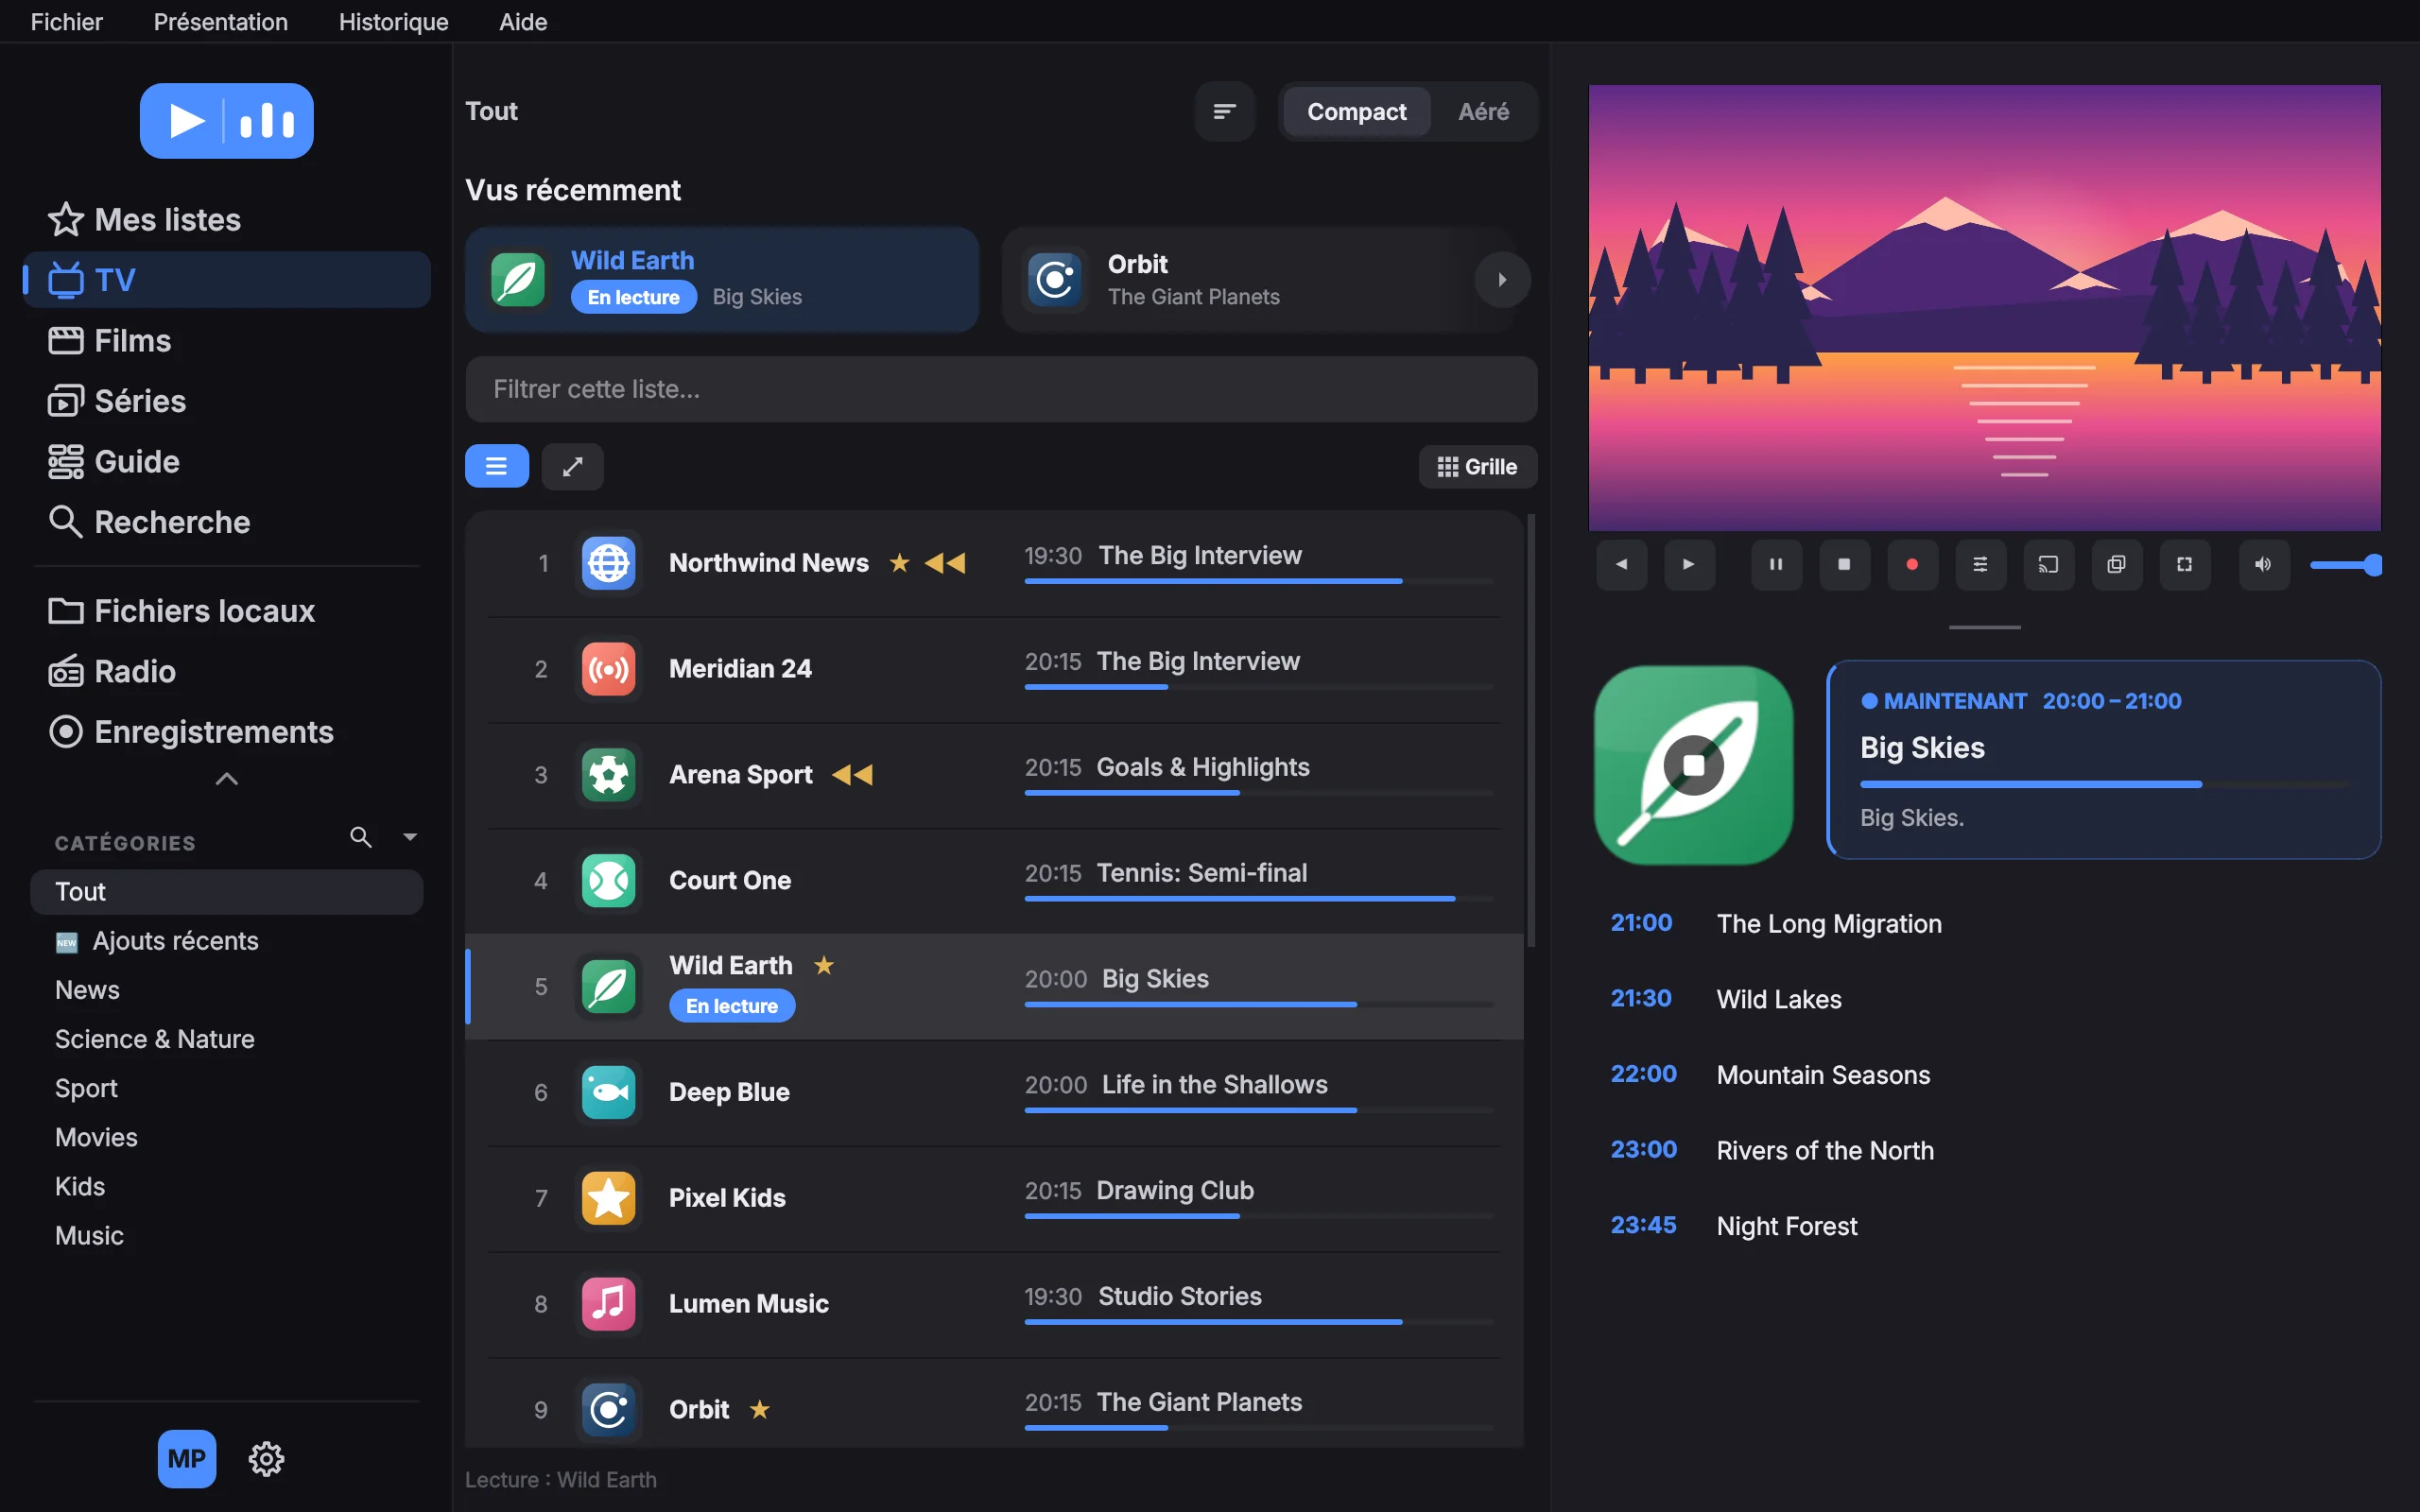 Fichier Présentation Historique Aide
Mes listes
TV
Films
Séries
Guide
Recherche
Fichiers locaux
Radio
Enregistrements
CATÉGORIES
Tout
NEW Ajouts récents
News
Science & Nature
Sport
Movies
Kids
Music
MP
Tout
Compact Aéré
Vus récemment
Wild Earth
En lecture Big Skies
Orbit
The Giant Planets
Filtrer cette liste...
Grille
1 Northwind News 19:30 The Big Interview
2 Meridian 24 20:15 The Big Interview
3 Arena Sport 20:15 Goals & Highlights
4 Court One 20:15 Tennis: Semi-final
5 Wild Earth 20:00 Big Skies
En lecture
6 Deep Blue 20:00 Life in the Shallows
7 Pixel Kids 20:15 Drawing Club
8 Lumen Music 19:30 Studio Stories
9 Orbit 20:15 The Giant Planets
Lecture : Wild Earth
MAINTENANT 20:00 – 21:00
Big Skies
Big Skies.
21:00 The Long Migration
21:30 Wild Lakes
22:00 Mountain Seasons
23:00 Rivers of the North
23:45 Night Forest